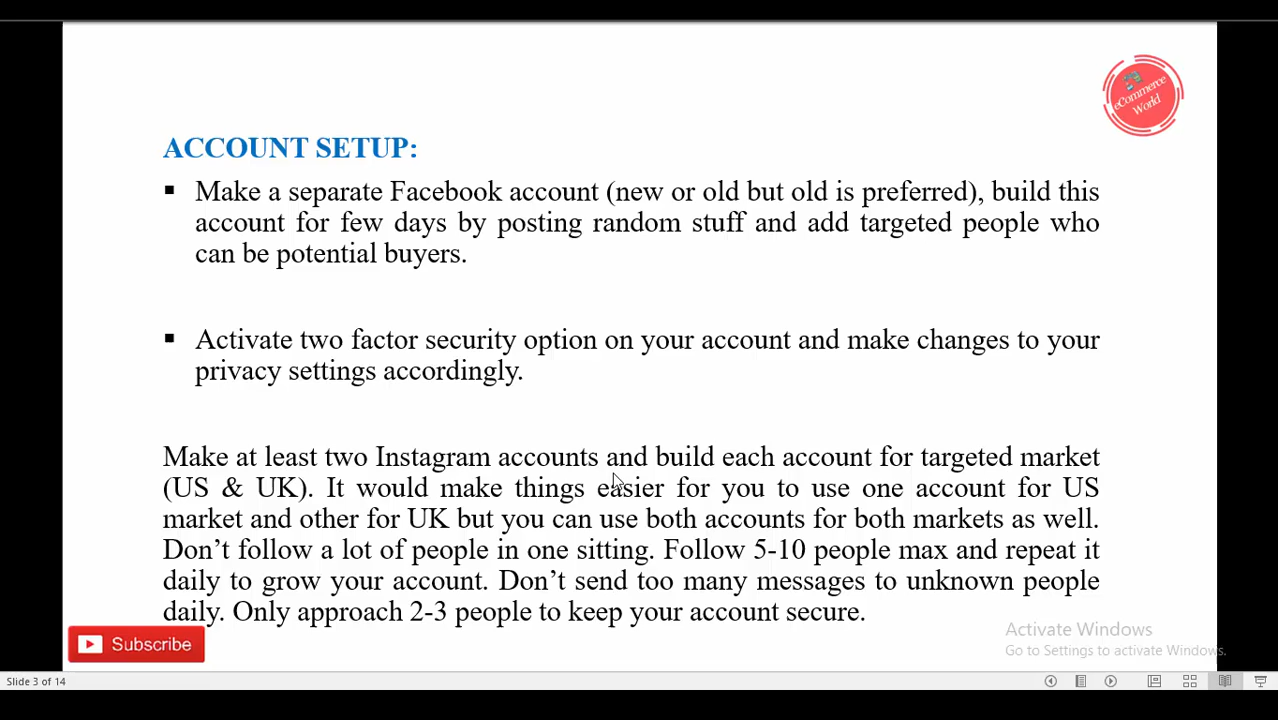 eCommerce
World
ACCOUNT SETUP:
▪ Make a separate Facebook account (new or old but old is preferred), build this
account for few days by posting random stuff and add targeted people who
can be potential buyers.
▪ Activate two factor security option on your account and make changes to your
privacy settings accordingly.
Make at least two Instagram accounts and build each account for targeted market
(US & UK). It would make things easier for you to use one account for US
market and other for UK but you can use both accounts for both markets as well.
Don’t follow a lot of people in one sitting. Follow 5-10 people max and repeat it
daily to grow your account. Don’t send too many messages to unknown people
daily. Only approach 2-3 people to keep your account secure.
Subscribe
Activate Windows
Go to Settings to activate Windows.
Slide 3 of 14